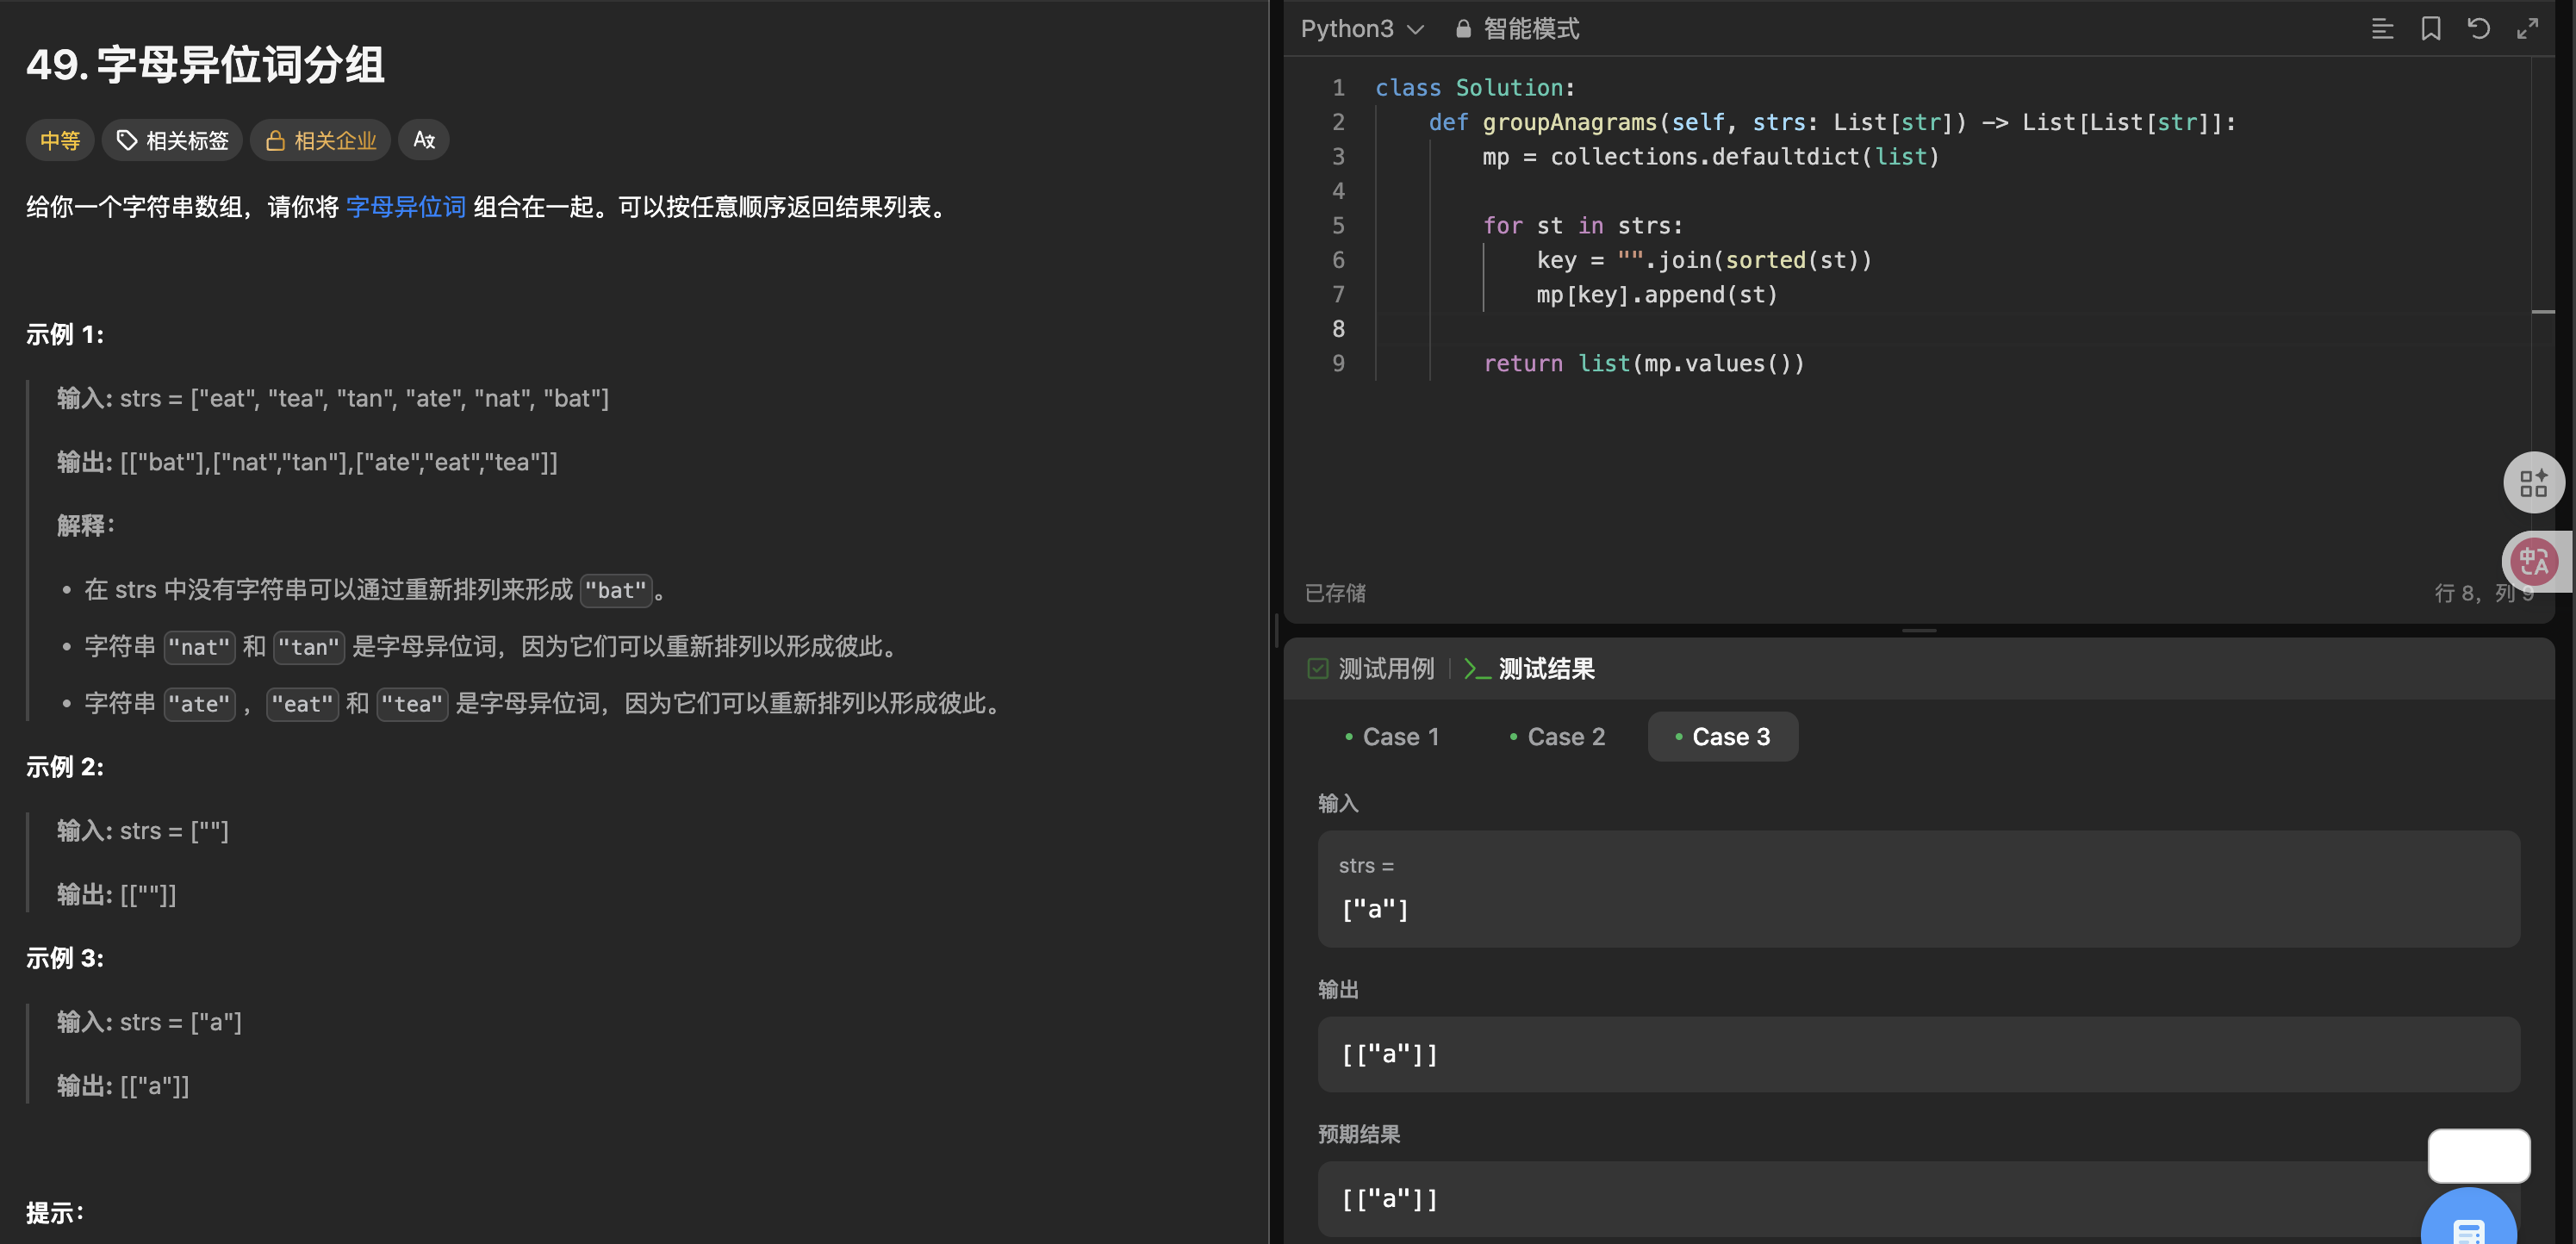 49. 字母异位词分组
中等 相关标签 相关企业
给你一个字符串数组，请你将 字母异位词 组合在一起。可以按任意顺序返回结果列表。
示例 1:
输入: strs = ["eat", "tea", "tan", "ate", "nat", "bat"]
输出: [["bat"],["nat","tan"],["ate","eat","tea"]]
解释：
• 在 strs 中没有字符串可以通过重新排列来形成 "bat"。
• 字符串 "nat" 和 "tan" 是字母异位词，因为它们可以重新排列以形成彼此。
• 字符串 "ate" ，"eat" 和 "tea" 是字母异位词，因为它们可以重新排列以形成彼此。
示例 2:
输入: strs = [""]
输出: [[""]]
示例 3:
输入: strs = ["a"]
输出: [["a"]]
提示：
Python3 智能模式
1 class Solution:
2     def groupAnagrams(self, strs: List[str]) -> List[List[str]]:
3         mp = collections.defaultdict(list)
4
5         for st in strs:
6             key = "".join(sorted(st))
7             mp[key].append(st)
8
9         return list(mp.values())
已存储
行 8，列 9
测试用例 | >_ 测试结果
• Case 1 • Case 2 • Case 3
输入
strs =
["a"]
输出
[["a"]]
预期结果
[["a"]]